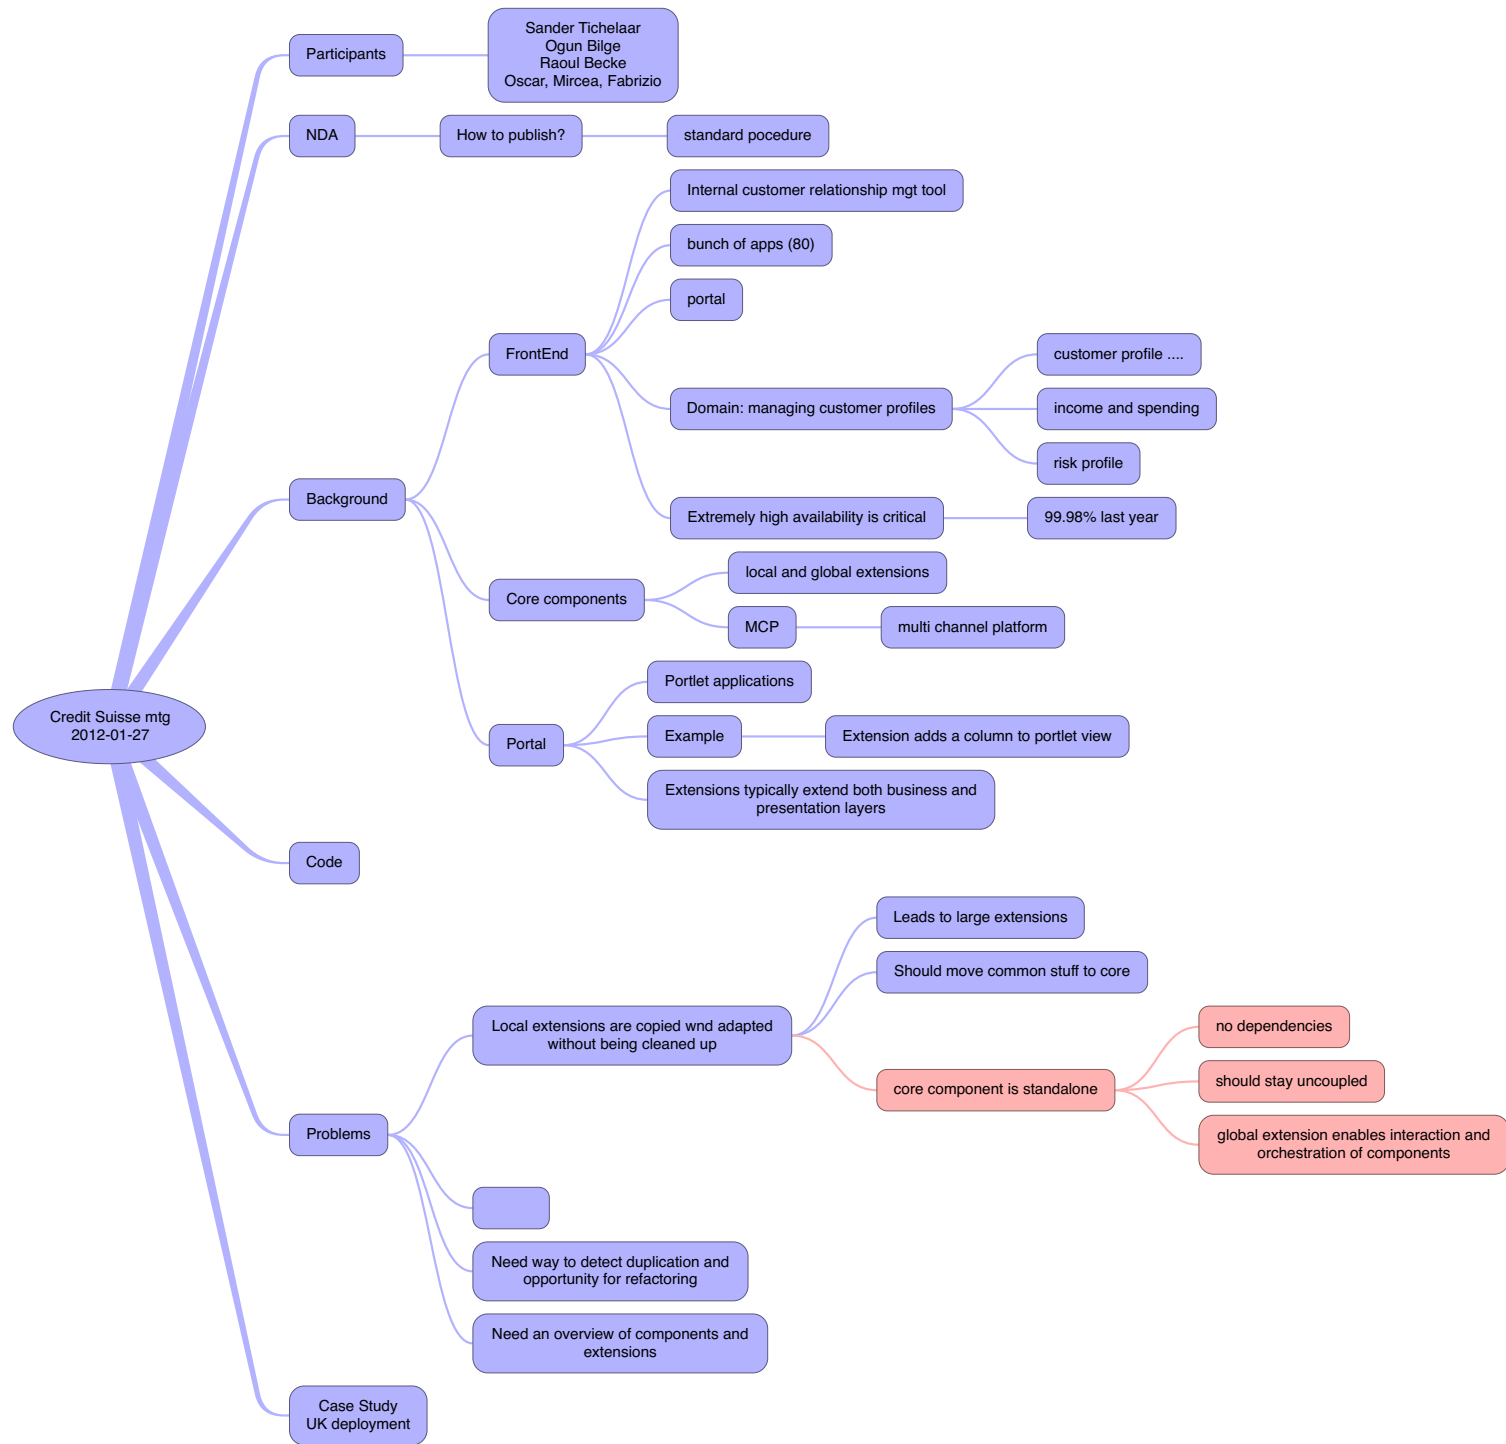 Credit Suisse mtg
2012-01-27
Participants
Sander Tichelaar
Ogun Bilge
Raoul Becke
Oscar, Mircea, Fabrizio
NDA
How to publish?
standard pocedure
Background
FrontEnd
Internal customer relationship mgt tool
bunch of apps (80)
portal
Domain: managing customer profiles
customer profile ....
income and spending
risk profile
Extremely high availability is critical
99.98% last year
Core components
local and global extensions
MCP
multi channel platform
Portal
Portlet applications
Example
Extension adds a column to portlet view
Extensions typically extend both business and
presentation layers
Code
Problems
Local extensions are copied wnd adapted
without being cleaned up
Leads to large extensions
Should move common stuff to core
core component is standalone
no dependencies
should stay uncoupled
global extension enables interaction and
orchestration of components
Need way to detect duplication and
opportunity for refactoring
Need an overview of components and
extensions
Case Study
UK deployment